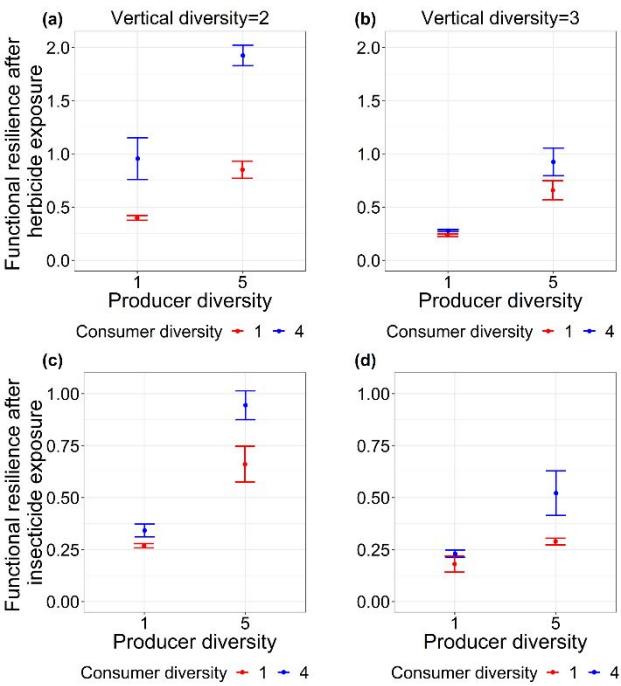 (a) Vertical diversity=2
(b) Vertical diversity=3
Functional resilience after
herbicide exposure
2.0
1.5
1.0
0.5
0.0
1 5
Producer diversity
Consumer diversity 1 4
2.0
1.5
1.0
0.5
0.0
1 5
Producer diversity
Consumer diversity 1 4
(c)
(d)
Functional resilience after
insecticide exposure
1.00
0.75
0.50
0.25
0.00
1 5
Producer diversity
Consumer diversity 1 4
1.00
0.75
0.50
0.25
0.00
1 5
Producer diversity
Consumer diversity 1 4